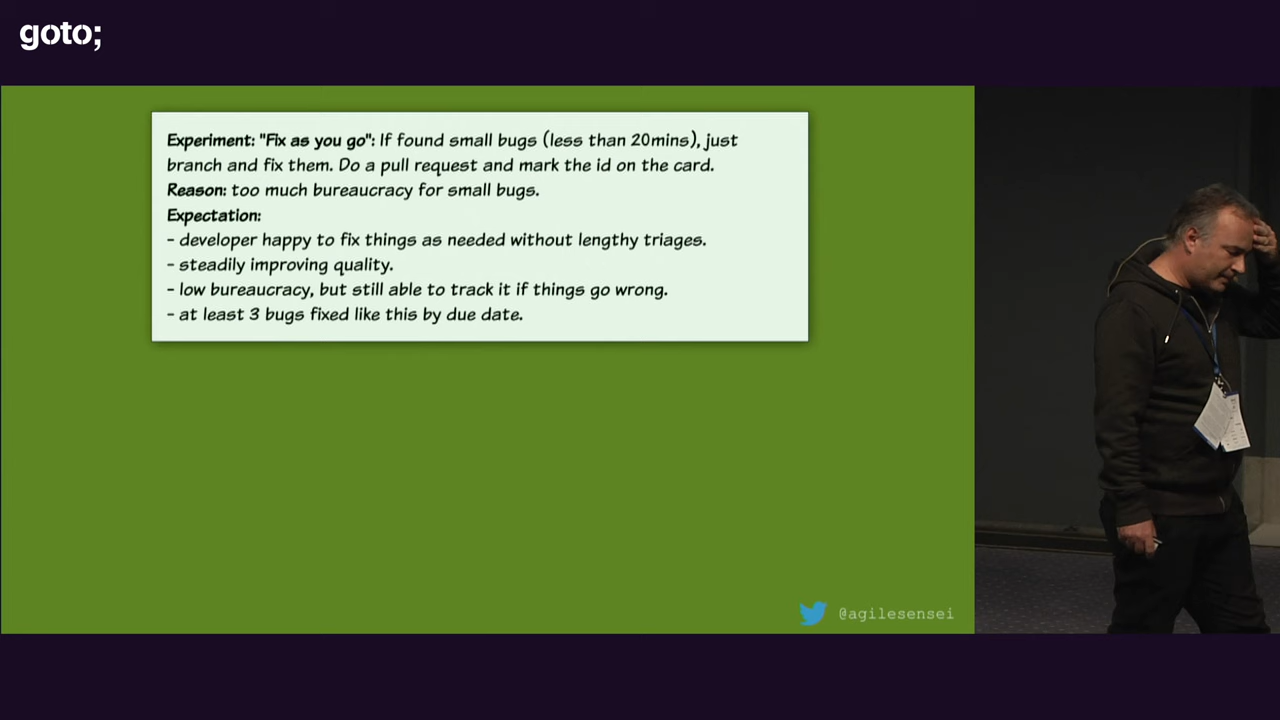 goto;
Experiment: "Fix as you go": If found small bugs (less than 20mins), just
branch and fix them. Do a pull request and mark the id on the card.
Reason: too much bureaucracy for small bugs.
Expectation:
- developer happy to fix things as needed without lengthy triages.
- steadily improving quality.
- low bureaucracy, but still able to track it if things go wrong.
- at least 3 bugs fixed like this by due date.
@agilesensei